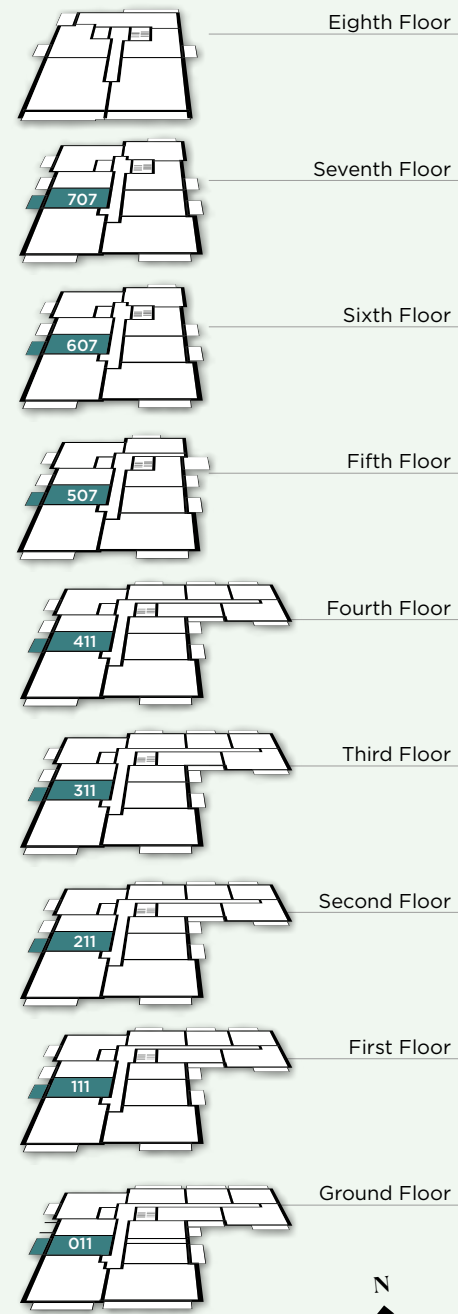 Eighth Floor
Seventh Floor
707
Sixth Floor
607
Fifth Floor
507
Fourth Floor
411
Third Floor
311
Second Floor
211
First Floor
111
Ground Floor
011
N